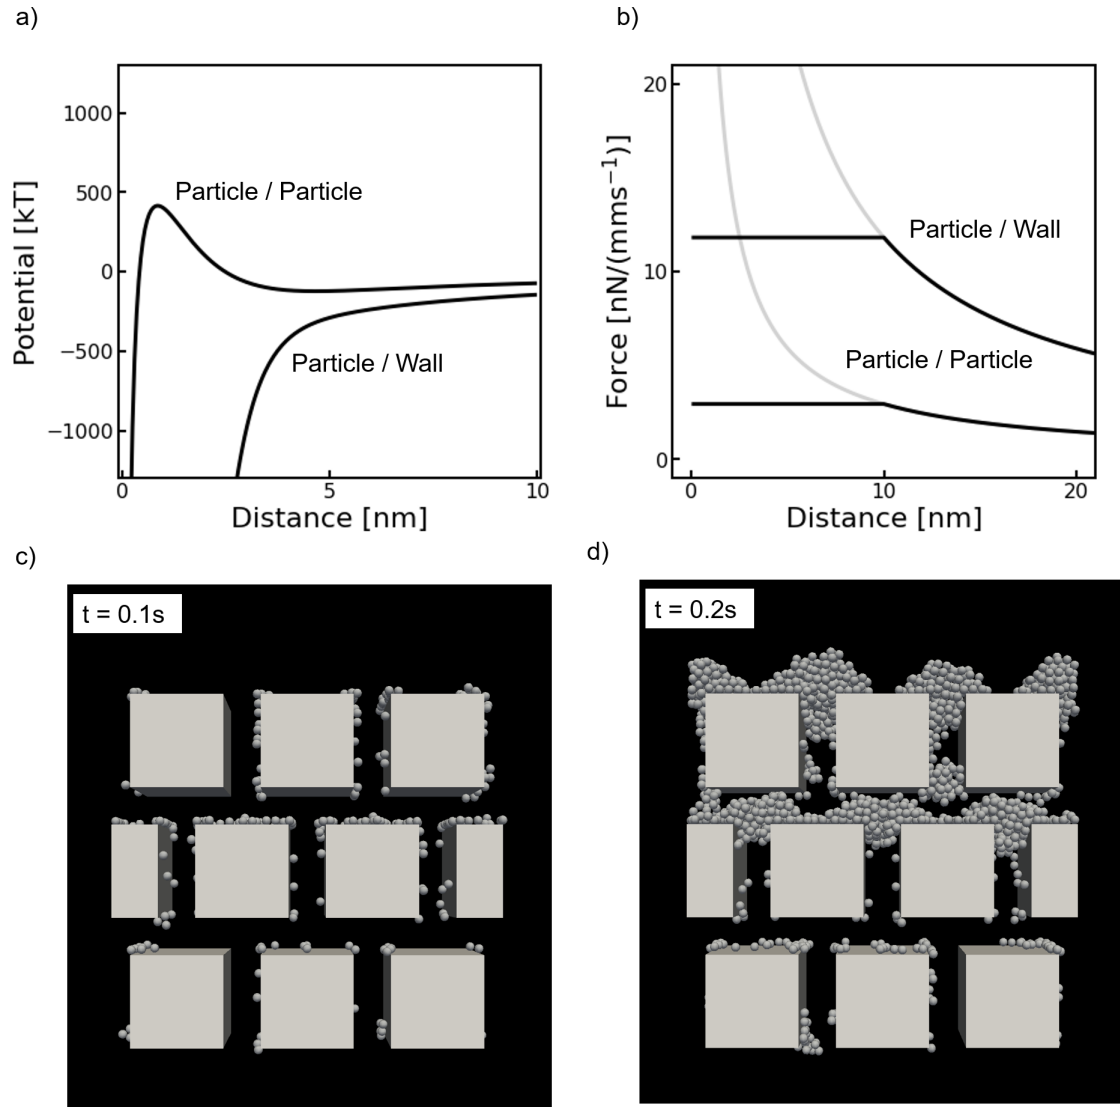 a)
b)
1000
500
0
−500
−1000
Potential [kT]
Particle / Particle
Particle / Wall
0
5
10
Distance [nm]
20
10
0
Force [nN/(mms⁻¹)]
Particle / Wall
Particle / Particle
0
10
20
Distance [nm]
c)
d)
t = 0.1s
t = 0.2s